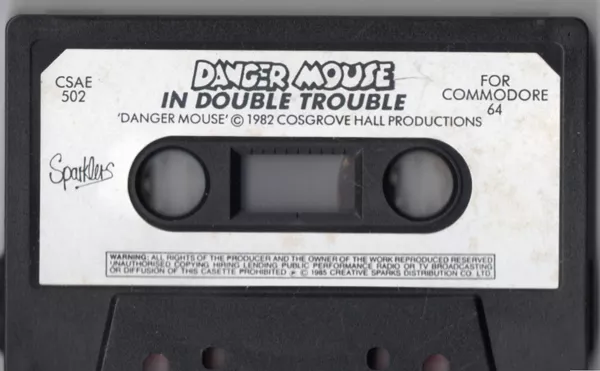 DANGER MOUSE
IN DOUBLE TROUBLE
'DANGER MOUSE' © 1982 COSGROVE HALL PRODUCTIONS
CSAE
502
FOR
COMMODORE
64
Sparklers
WARNING: ALL RIGHTS OF THE PRODUCER AND THE OWNER OF THE WORK REPRODUCED RESERVED
UNAUTHORISED COPYING HIRING LENDING PUBLIC PERFORMANCE RADIO OR TV BROADCASTING
OR DIFFUSION OF THIS CASETTE PROHIBITED ℗ © 1985 CREATIVE SPARKS DISTRIBUTION CO. LTD.